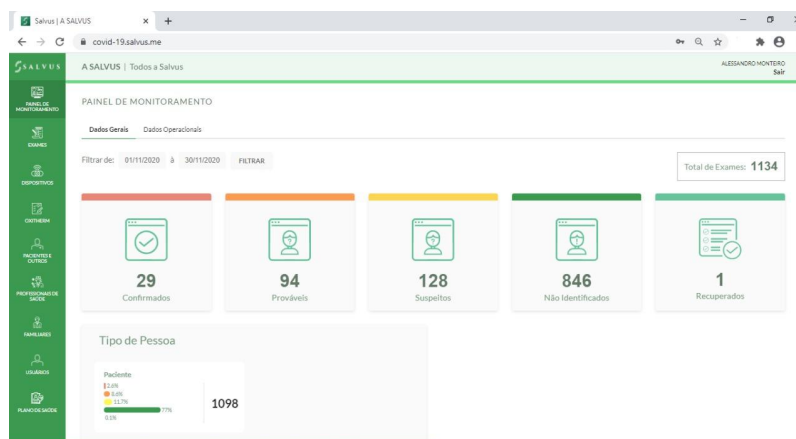 Salvus | A SALVUS
covid-19.salvus.me
SALVUS
A SALVUS | Todos a Salvus
ALESSANDRO MONTEIRO
Sair
PAINEL DE
MONITORAMENTO
EXAMES
DISPOSITIVOS
OXITHERM
PACIENTES E
OUTROS
PROFISSIONAIS DE
SAÚDE
FAMILIARES
USUÁRIOS
PLANO DE SAÚDE
PAINEL DE MONITORAMENTO
Dados Gerais Dados Operacionais
Filtrar de: 01/11/2020 à 30/11/2020 FILTRAR
Total de Exames: 1134
29
Confirmados
94
Prováveis
128
Suspeitos
846
Não Identificados
1
Recuperados
Tipo de Pessoa
Paciente
2.6%
8.6%
11.7%
77%
0.1%
1098